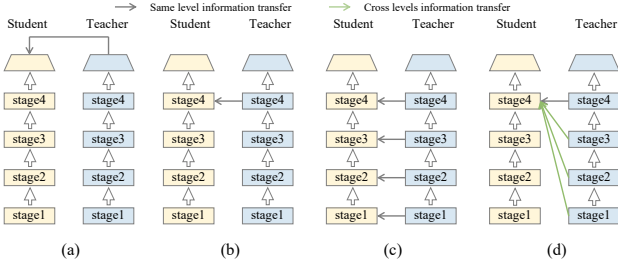 Same level information transfer Cross levels information transfer
Student Teacher Student Teacher Student Teacher Student Teacher
stage4 stage4 stage4 stage4 stage4 stage4 stage4 stage4
stage3 stage3 stage3 stage3 stage3 stage3 stage3 stage3
stage2 stage2 stage2 stage2 stage2 stage2 stage2 stage2
stage1 stage1 stage1 stage1 stage1 stage1 stage1 stage1
(a) (b) (c) (d)